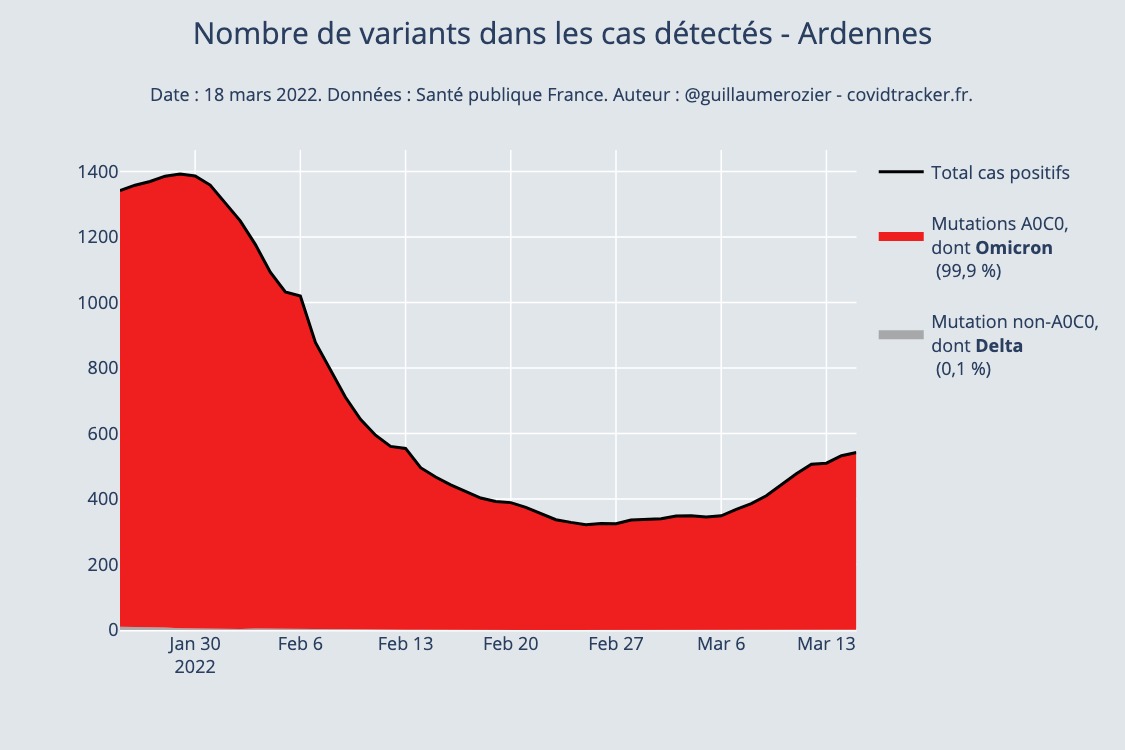 Nombre de variants dans les cas détectés - Ardennes
Date : 18 mars 2022. Données : Santé publique France. Auteur : @guillaumerozier - covidtracker.fr.
1400
1200
1000
800
600
400
200
0
Jan 30
2022
Feb 6
Feb 13
Feb 20
Feb 27
Mar 6
Mar 13
Total cas positifs
Mutations A0C0,
dont Omicron
(99,9 %)
Mutation non-A0C0,
dont Delta
(0,1 %)